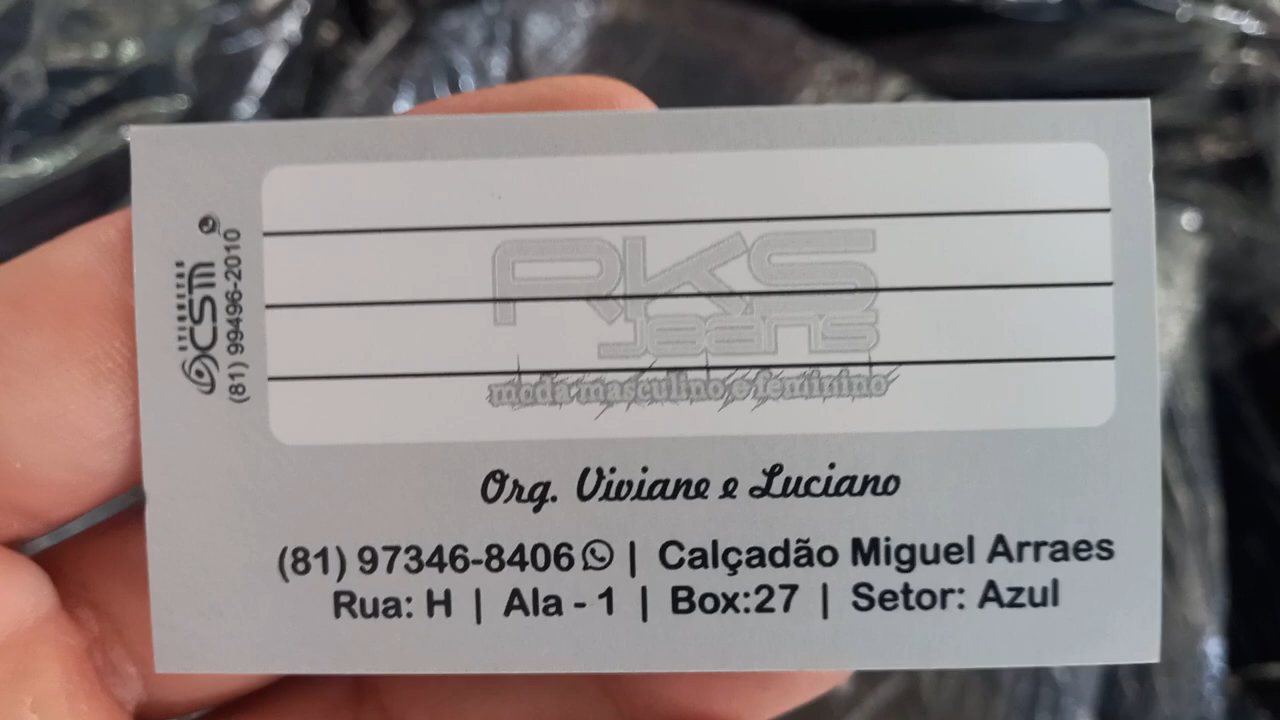 RKS
Jeans
moda masculino e feminino
Org. Viviane e Luciano
(81) 97346-8406 | Calçadão Miguel Arraes
Rua: H | Ala - 1 | Box:27 | Setor: Azul
ETIQUETAS
CSM
(81) 99496-2010